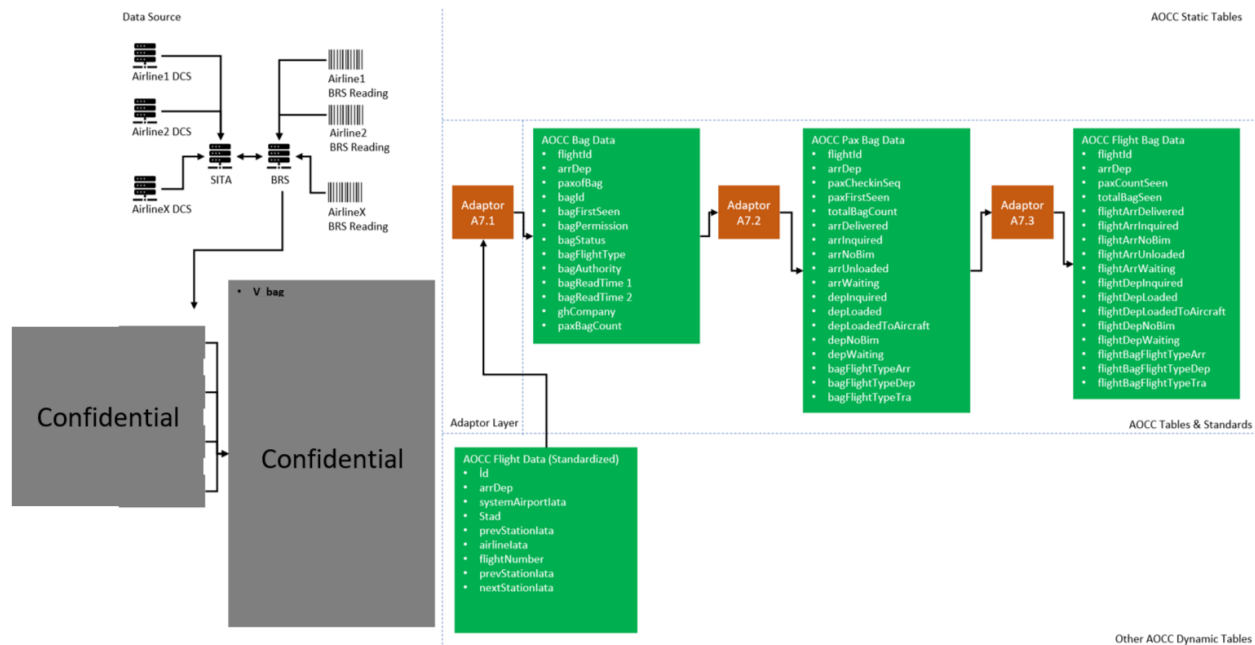 Data Source
AOCC Static Tables
Airline1 DCS
Airline2 DCS
AirlineX DCS
SITA
BRS
Airline1
BRS Reading
Airline2
BRS Reading
AirlineX
BRS Reading
• V bag
Confidential
Confidential
Adaptor
A7.1
AOCC Bag Data
• flightId
• arrDep
• paxofBag
• bagId
• bagFirstSeen
• bagPermission
• bagStatus
• bagFlightType
• bagAuthority
• bagReadTime 1
• bagReadTime 2
• ghCompany
• paxBagCount
Adaptor
A7.2
AOCC Pax Bag Data
• flightId
• arrDep
• paxCheckinSeq
• paxFirstSeen
• totalBagCount
• arrDelivered
• arrInquired
• arrNoBim
• arrUnloaded
• arrWaiting
• depInquired
• depLoaded
• depLoadedToAircraft
• depNoBim
• depWaiting
• bagFlightTypeArr
• bagFlightTypeDep
• bagFlightTypeTra
Adaptor
A7.3
AOCC Flight Bag Data
• flightId
• arrDep
• paxCountSeen
• totalBagSeen
• flightArrDelivered
• flightArrInquired
• flightArrNoBim
• flightArrUnloaded
• flightArrWaiting
• flightDepInquired
• flightDepLoaded
• flightDepLoadedToAircraft
• flightDepNoBim
• flightDepWaiting
• flightBagFlightTypeArr
• flightBagFlightTypeDep
• flightBagFlightTypeTra
Adaptor Layer
AOCC Tables & Standards
AOCC Flight Data (Standardized)
• İd
• arrDep
• systemAirportIata
• Stad
• prevStationIata
• airlineIata
• flightNumber
• prevStationIata
• nextStationIata
Other AOCC Dynamic Tables